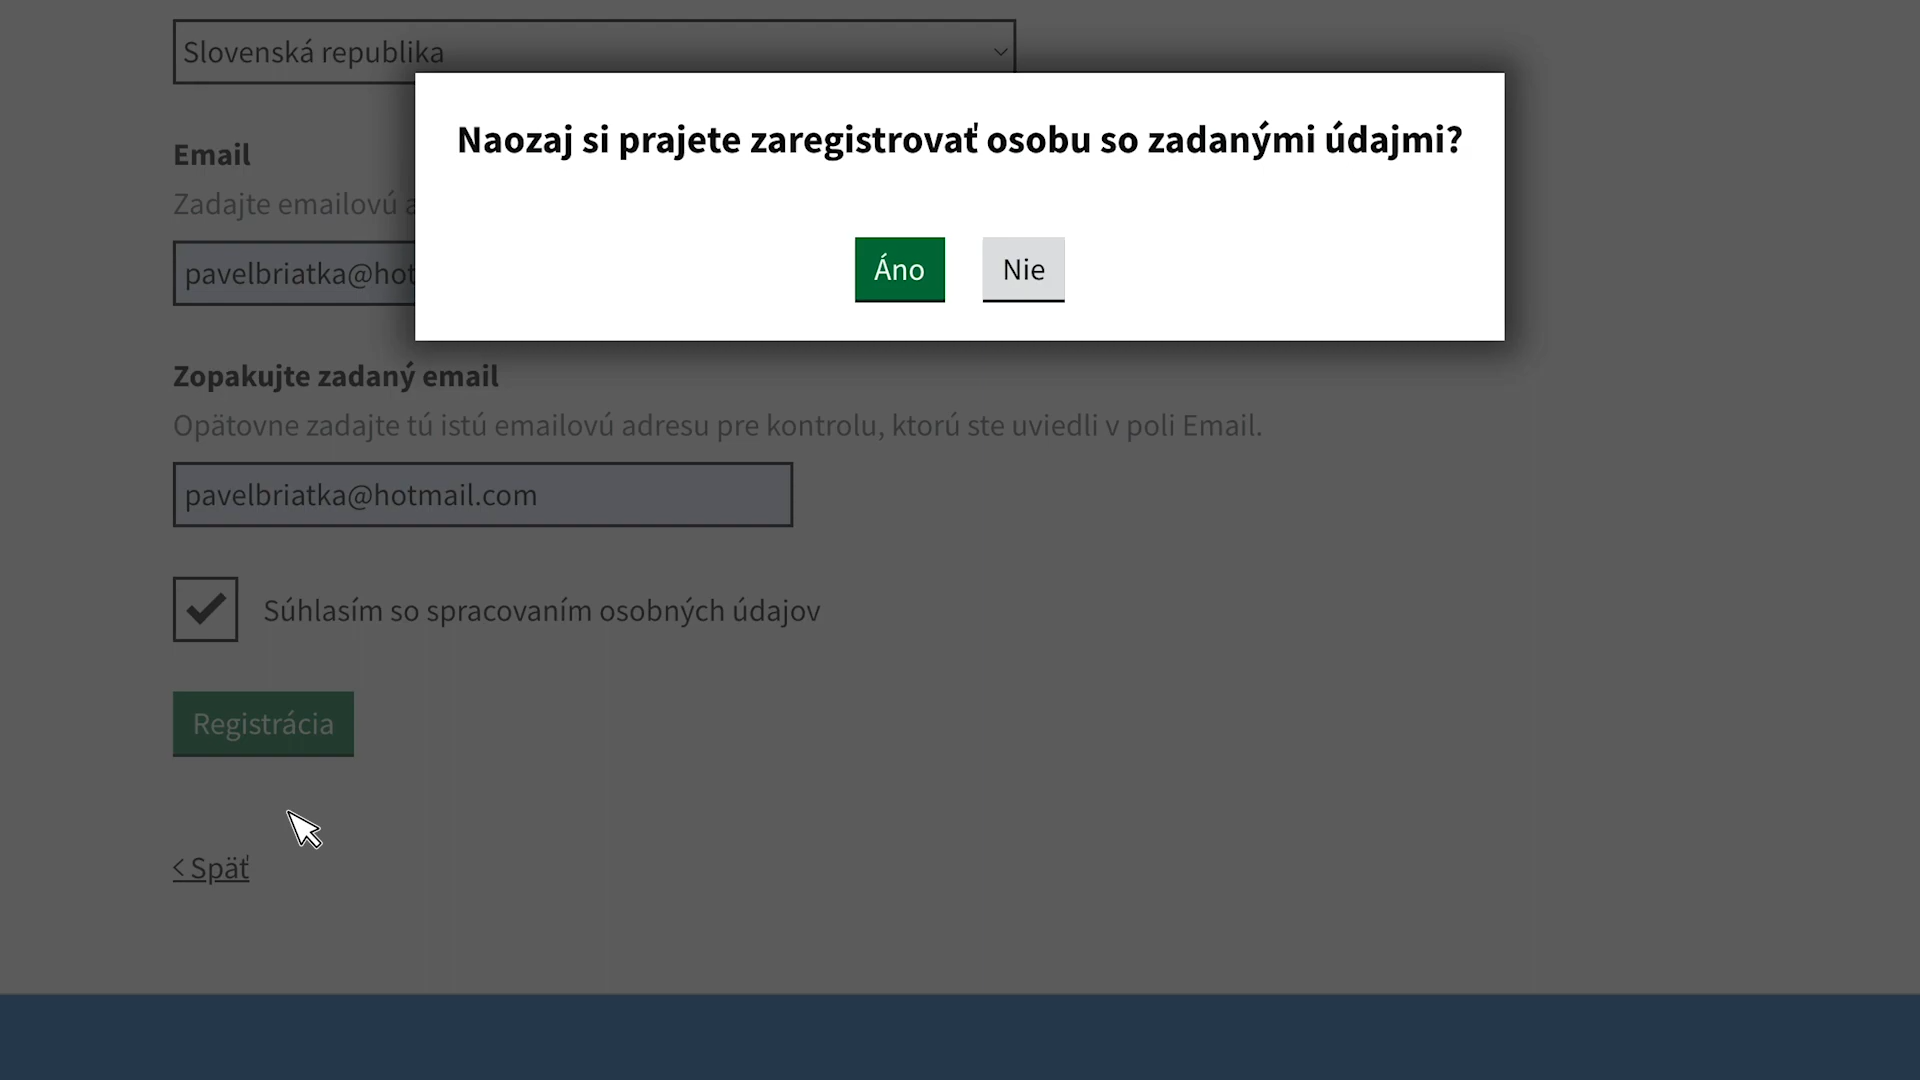 Slovenská republika
Naozaj si prajete zaregistrovať osobu so zadanými údajmi?
Áno
Nie
Email
Zadajte emailovú
pavelbriatka@hot
Zopakujte zadaný email
Opätovne zadajte tú istú emailovú adresu pre kontrolu, ktorú ste uviedli v poli Email.
pavelbriatka@hotmail.com
Súhlasím so spracovaním osobných údajov
Registrácia
< Späť